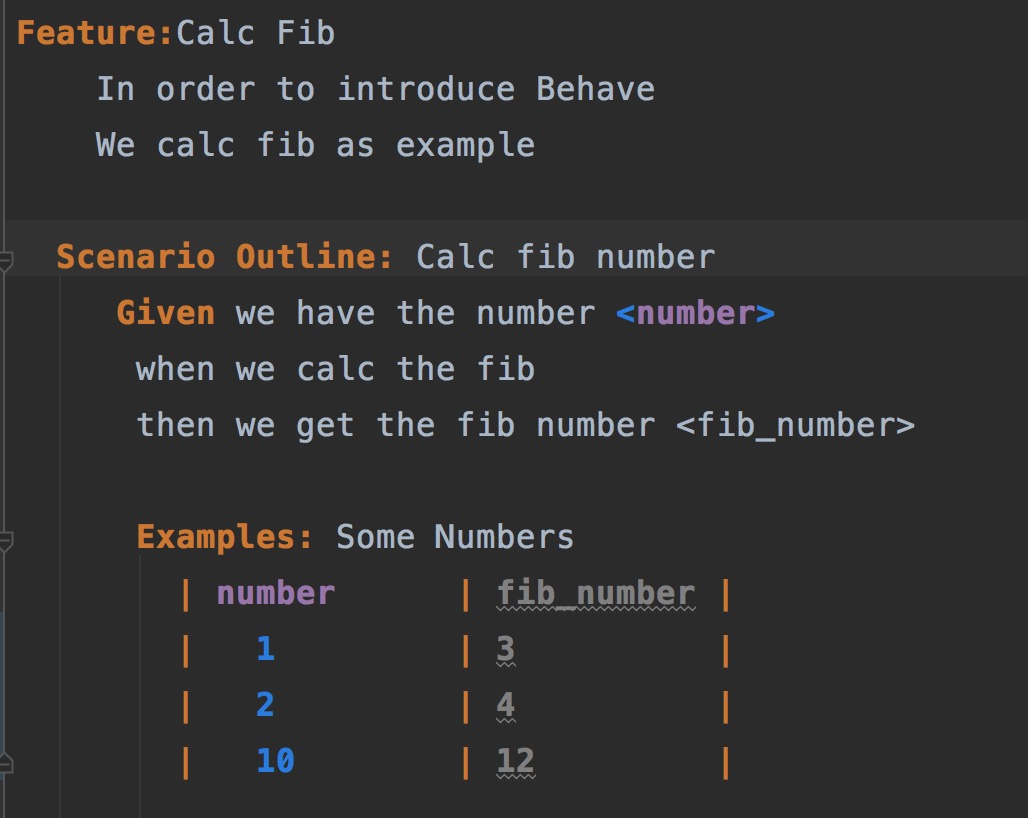 Feature:Calc Fib
In order to introduce Behave
We calc fib as example
Scenario Outline: Calc fib number
Given we have the number <number>
when we calc the fib
then we get the fib number <fib_number>
Examples: Some Numbers
| number | fib_number |
| 1 | 3 |
| 2 | 4 |
| 10 | 12 |